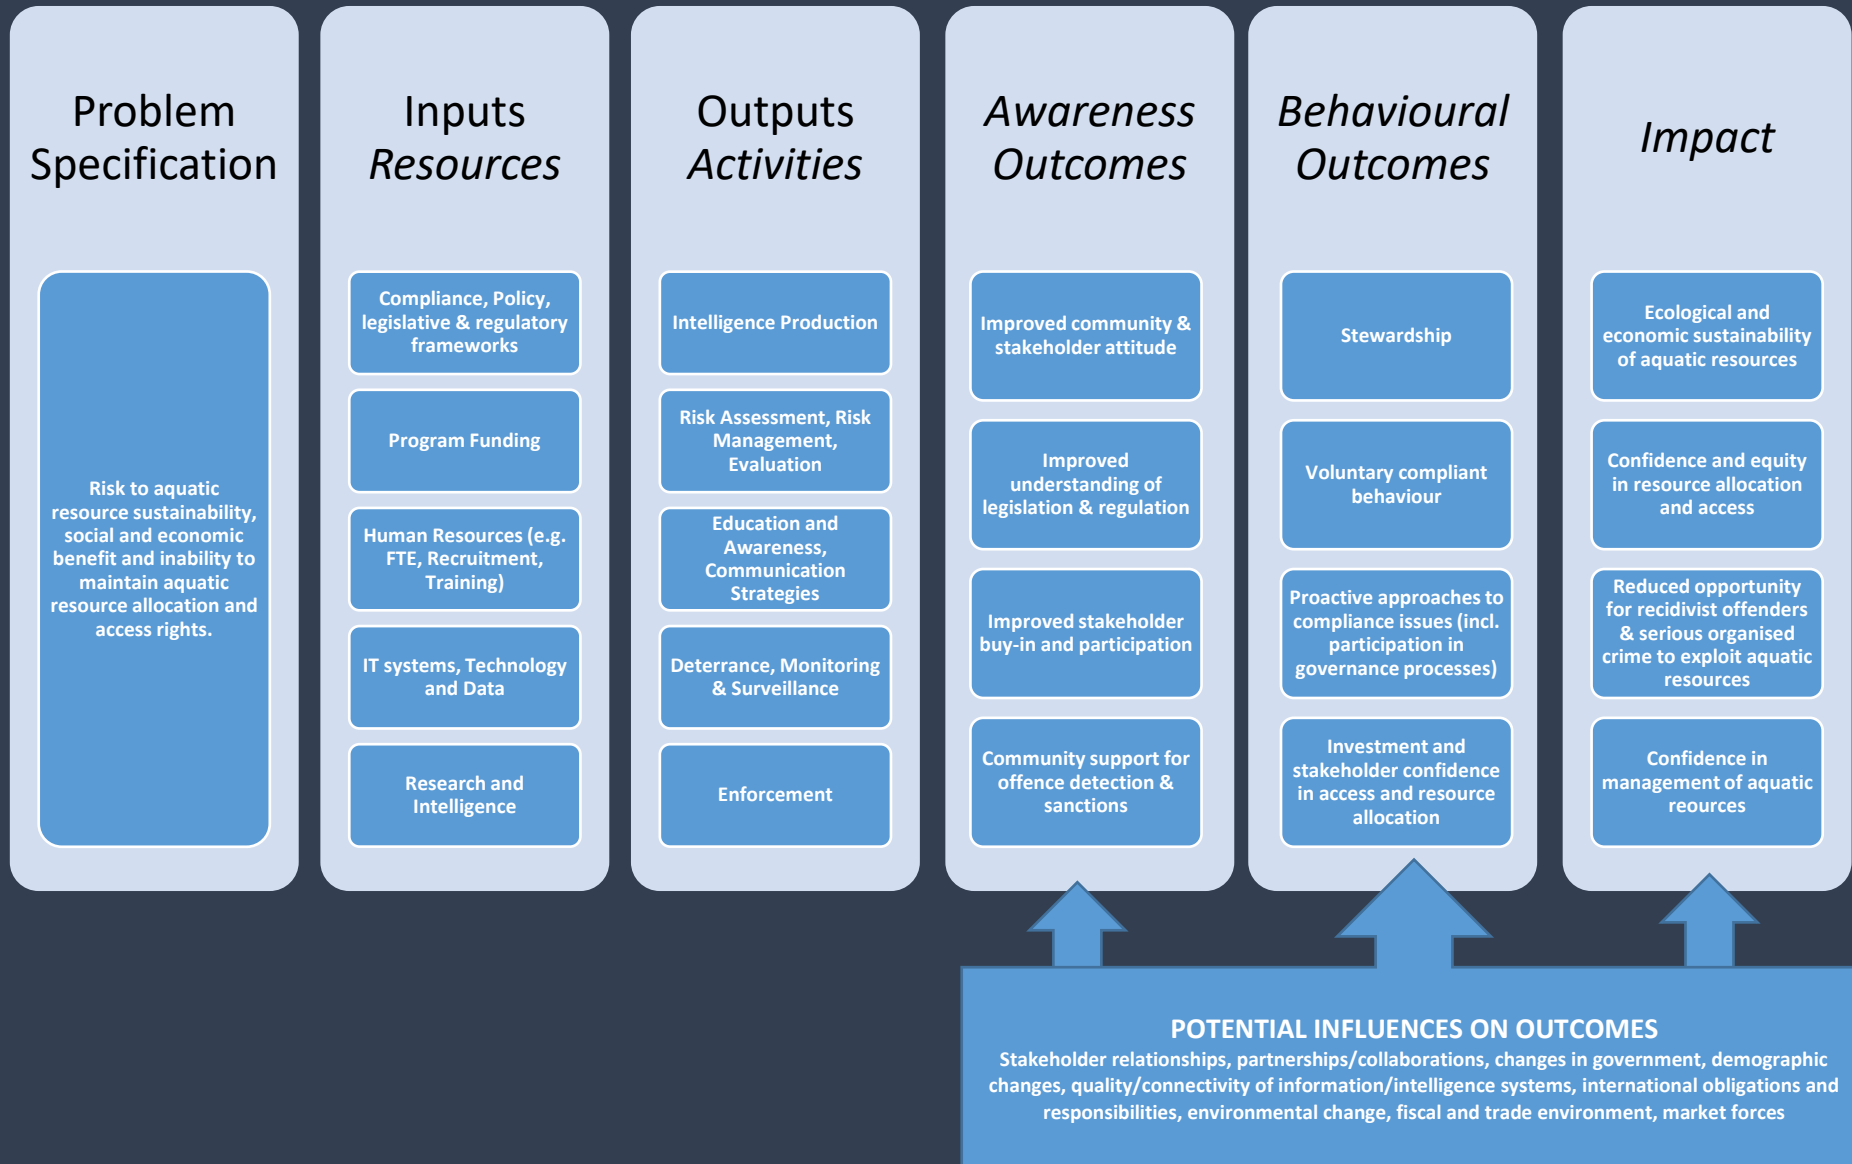 Problem
Specification
Risk to aquatic
resource sustainability,
social and economic
benefit and inability to
maintain aquatic
resource allocation and
access rights.
Inputs
Resources
Compliance, Policy,
legislative & regulatory
frameworks
Program Funding
Human Resources (e.g.
FTE, Recruitment,
Training)
IT systems, Technology
and Data
Research and
Intelligence
Outputs
Activities
Intelligence Production
Risk Assessment, Risk
Management,
Evaluation
Education and
Awareness,
Communication
Strategies
Deterrance, Monitoring
& Surveillance
Enforcement
Awareness
Outcomes
Improved community &
stakeholder attitude
Improved
understanding of
legislation & regulation
Improved stakeholder
buy-in and participation
Community support for
offence detection &
sanctions
Behavioural
Outcomes
Stewardship
Voluntary compliant
behaviour
Proactive approaches to
compliance issues (incl.
participation in
governance processes)
Investment and
stakeholder confidence
in access and resource
allocation
Impact
Ecological and
economic sustainability
of aquatic resources
Confidence and equity
in resource allocation
and access
Reduced opportunity
for recidivist offenders
& serious organised
crime to exploit aquatic
resources
Confidence in
management of aquatic
reources
POTENTIAL INFLUENCES ON OUTCOMES
Stakeholder relationships, partnerships/collaborations, changes in government, demographic
changes, quality/connectivity of information/intelligence systems, international obligations and
responsibilities, environmental change, fiscal and trade environment, market forces